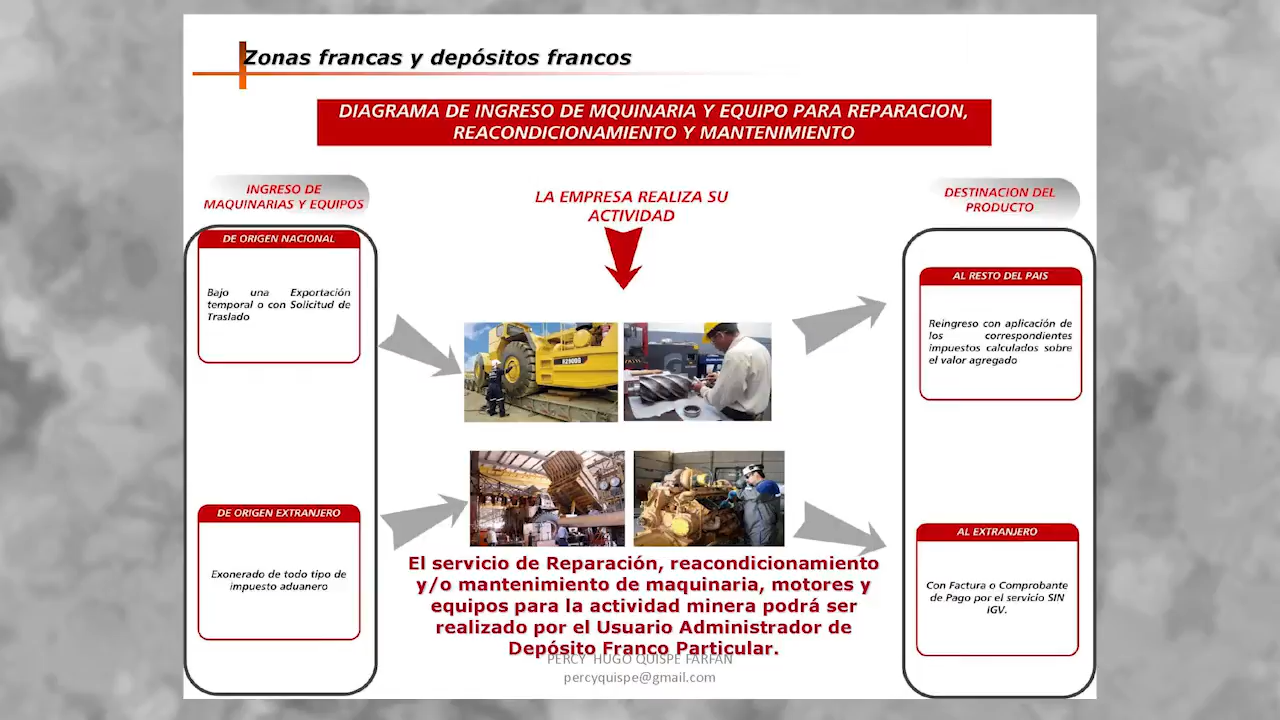 Zonas francas y depósitos francos
DIAGRAMA DE INGRESO DE MQUINARIA Y EQUIPO PARA REPARACION,
REACONDICIONAMIENTO Y MANTENIMIENTO
INGRESO DE
MAQUINARIAS Y EQUIPOS
DE ORIGEN NACIONAL
Bajo una Exportación
temporal o con Solicitud de
Traslado
DE ORIGEN EXTRANJERO
Exonerado de todo tipo de
impuesto aduanero
LA EMPRESA REALIZA SU
ACTIVIDAD
El servicio de Reparación, reacondicionamiento
y/o mantenimiento de maquinaria, motores y
equipos para la actividad minera podrá ser
realizado por el Usuario Administrador de
Depósito Franco Particular.
PERCY HUGO QUISPE FARFAN
percyquispe@gmail.com
DESTINACION DEL
PRODUCTO
AL RESTO DEL PAIS
Reingreso con aplicación de
los correspondientes
impuestos calculados sobre
el valor agregado
AL EXTRANJERO
Con Factura o Comprobante
de Pago por el servicio SIN
IGV.